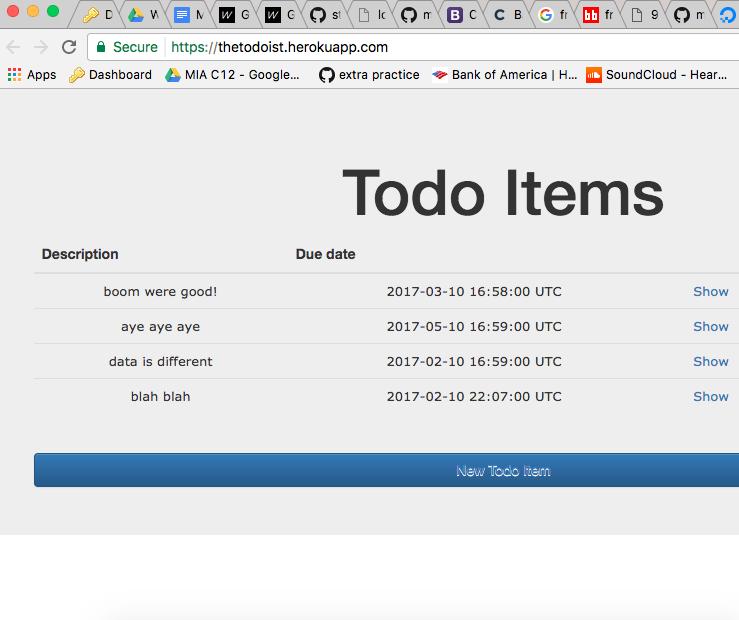 D W M G G st lo m C B fr fr 9 m
Secure https://thetodoist.herokuapp.com
Apps Dashboard MIA C12 - Google... extra practice Bank of America | H... SoundCloud - Hear...
Todo Items
Description Due date
boom were good! 2017-03-10 16:58:00 UTC Show
aye aye aye 2017-05-10 16:59:00 UTC Show
data is different 2017-02-10 16:59:00 UTC Show
blah blah 2017-02-10 22:07:00 UTC Show
New Todo Item